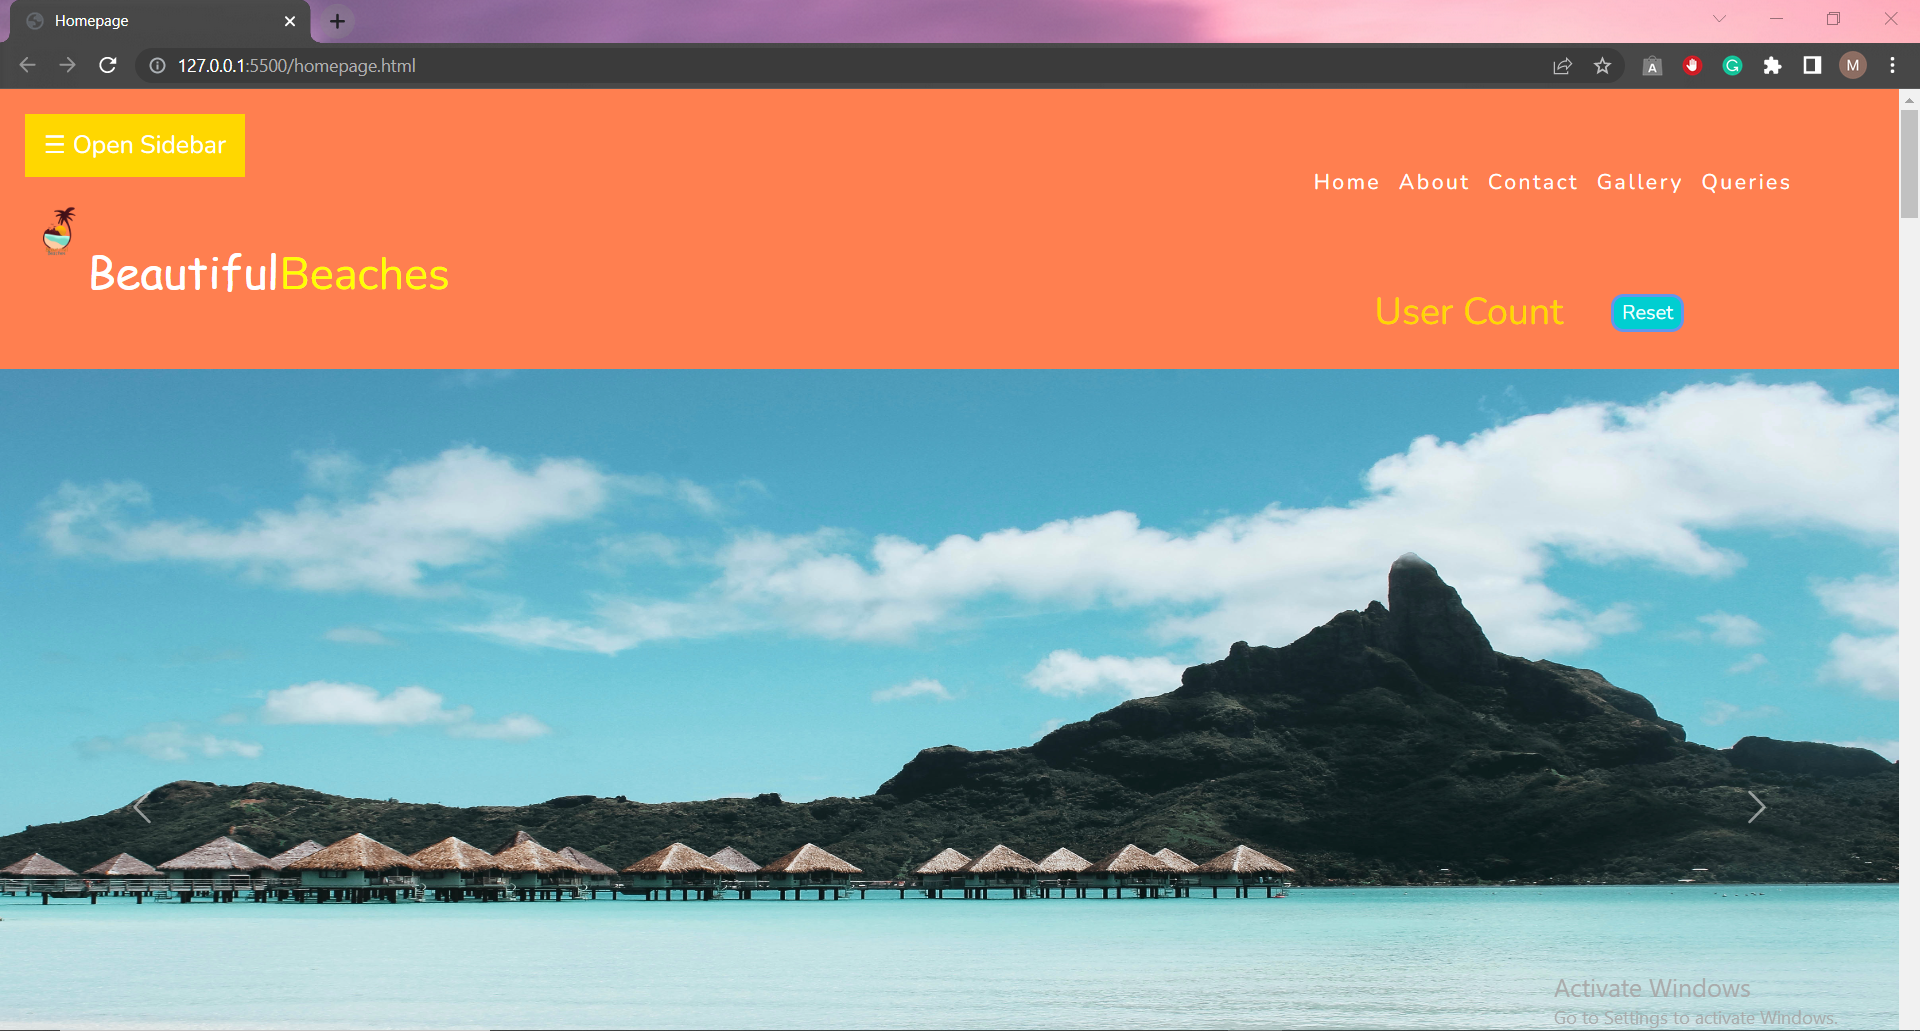 Homepage
127.0.0.1:5500/homepage.html
M
☰ Open Sidebar
Home About Contact Gallery Queries
BeautifulBeaches
User Count Reset
Activate Windows
Go to Settings to activate Windows.